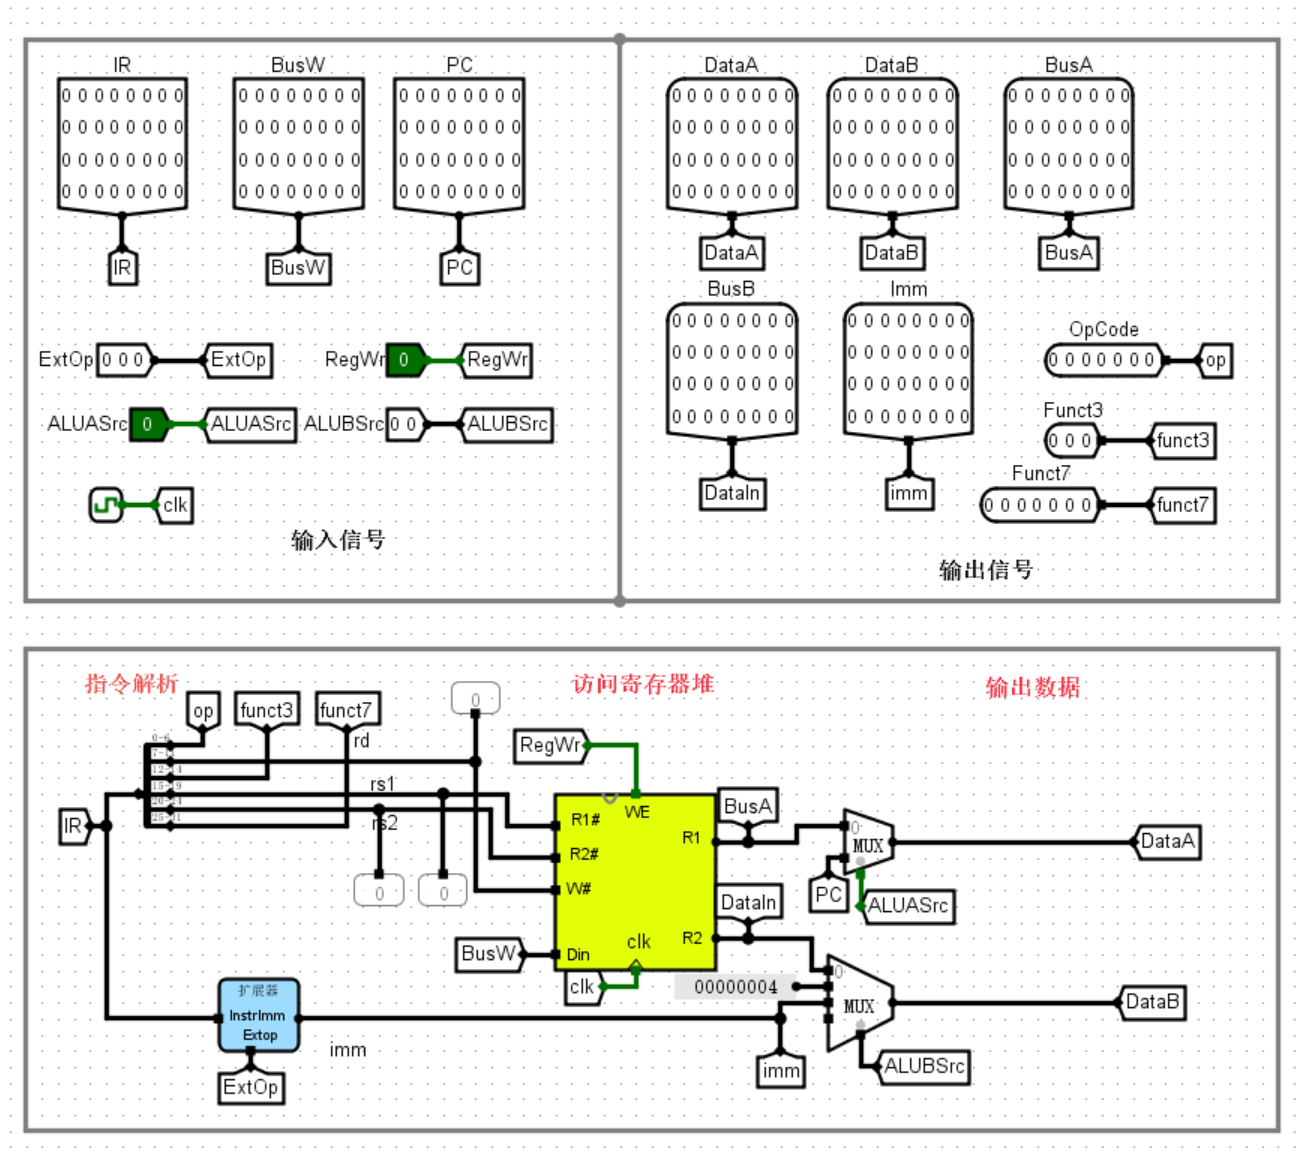 IR BusW PC DataA DataB BusA
0 0 0 0 0 0 0 0 0 0 0 0 0 0 0 0 0 0 0 0 0 0 0 0 0 0 0 0 0 0 0 0 0 0 0 0 0 0 0 0 0 0 0 0 0 0 0 0
0 0 0 0 0 0 0 0 0 0 0 0 0 0 0 0 0 0 0 0 0 0 0 0 0 0 0 0 0 0 0 0 0 0 0 0 0 0 0 0 0 0 0 0 0 0 0 0
0 0 0 0 0 0 0 0 0 0 0 0 0 0 0 0 0 0 0 0 0 0 0 0 0 0 0 0 0 0 0 0 0 0 0 0 0 0 0 0 0 0 0 0 0 0 0 0
0 0 0 0 0 0 0 0 0 0 0 0 0 0 0 0 0 0 0 0 0 0 0 0 0 0 0 0 0 0 0 0 0 0 0 0 0 0 0 0 0 0 0 0 0 0 0 0
IR BusW PC DataA DataB BusA
BusB Imm
0 0 0 0 0 0 0 0 0 0 0 0 0 0 0 0
0 0 0 0 0 0 0 0 0 0 0 0 0 0 0 0
0 0 0 0 0 0 0 0 0 0 0 0 0 0 0 0
0 0 0 0 0 0 0 0 0 0 0 0 0 0 0 0
DataIn imm
OpCode
0 0 0 0 0 0 0 op
Funct3
0 0 0 funct3
Funct7
0 0 0 0 0 0 0 funct7
ExtOp 0 0 0 ExtOp RegWr 0 RegWr
ALUASrc 0 ALUASrc ALUBSrc 0 0 ALUBSrc
clk
输入信号
输出信号
指令解析 访问寄存器堆 输出数据
op funct3 funct7 0
rd
0-6
12-14
15-19
20-24
25-31
rs1
rs2
IR
0 0
RegWr
WE
R1#
R2#
W#
Din
clk
R1
R2
BusW
clk
BusA
DataIn
0
MUX
PC
ALUASrc
DataA
00000004
0
MUX
DataB
ALUBSrc
扩展器
InstrImm
Extop
ExtOp
imm
imm